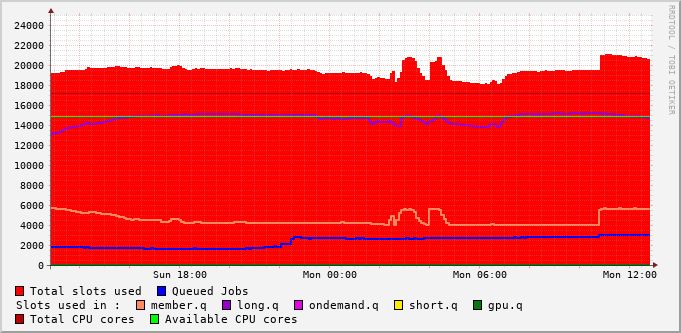 RRDTOOL / TOBI OETIKER
24000
22000
20000
18000
16000
14000
12000
10000
8000
6000
4000
2000
0
Sun 18:00 Mon 00:00 Mon 06:00 Mon 12:00
Total slots used Queued Jobs
Slots used in : member.q long.q ondemand.q short.q gpu.q
Total CPU cores Available CPU cores